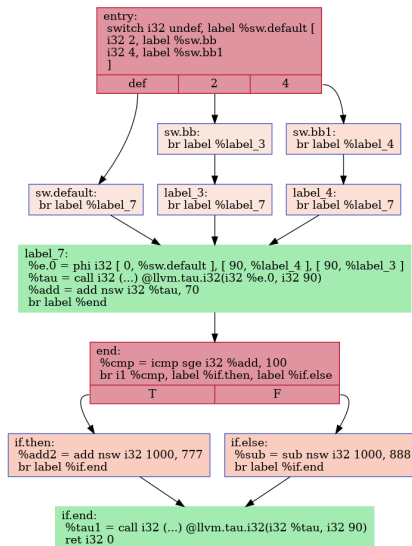 entry:
switch i32 undef, label %sw.default [
i32 2, label %sw.bb
i32 4, label %sw.bb1
]
def 2 4
sw.bb:
br label %label_3
sw.bb1:
br label %label_4
sw.default:
br label %label_7
label_3:
br label %label_7
label_4:
br label %label_7
label_7:
%e.0 = phi i32 [ 0, %sw.default ], [ 90, %label_4 ], [ 90, %label_3 ]
%tau = call i32 (...) @llvm.tau.i32(i32 %e.0, i32 90)
%add = add nsw i32 %tau, 70
br label %end
end:
%cmp = icmp sge i32 %add, 100
br i1 %cmp, label %if.then, label %if.else
T F
if.then:
%add2 = add nsw i32 1000, 777
br label %if.end
if.else:
%sub = sub nsw i32 1000, 888
br label %if.end
if.end:
%tau1 = call i32 (...) @llvm.tau.i32(i32 %tau, i32 90)
ret i32 0